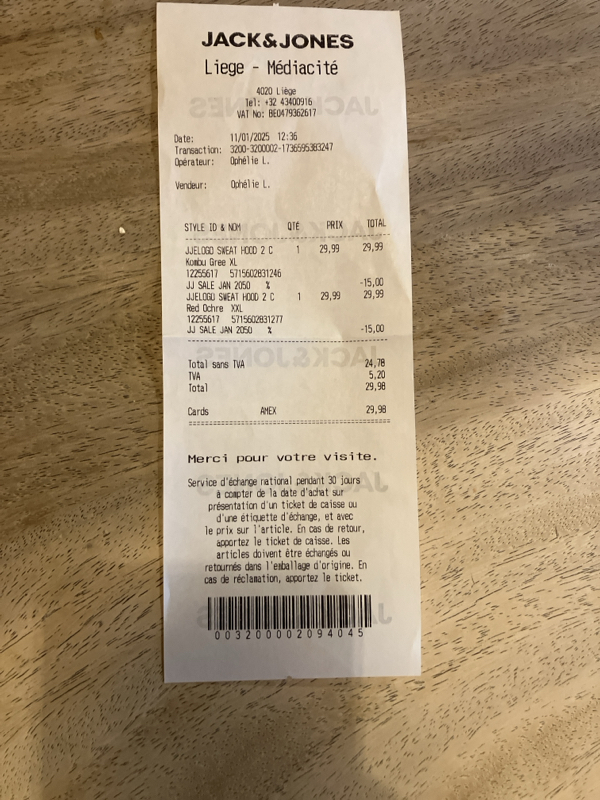 JACK&JONES
Liege - Médiacité
4020 Liège
Tel: +32 43400916
VAT No: BE0479362617
Date: 11/01/2025 12:36
Transaction: 3200-3200002-1736595383247
Opérateur: Ophélie L.
Vendeur: Ophélie L.
STYLE ID & NOM QTÉ PRIX TOTAL
JJELOGO SWEAT HOOD 2 C 1 29,99 29,99
Kombu Gree XL
12255617 5715602831246
JJ SALE JAN 2050 % -15,00
JJELOGO SWEAT HOOD 2 C 1 29,99 29,99
Red Ochre XXL
12255617 5715602831277
JJ SALE JAN 2050 % -15,00
Total sans TVA 24,78
TVA 5,20
Total 29,98
Cards AMEX 29,98
Merci pour votre visite.
Service d'échange national pendant 30 jours
à compter de la date d'achat sur
présentation d'un ticket de caisse ou
d'une étiquette d'échange, et avec
le prix sur l'article. En cas de retour,
apportez le ticket de caisse. Les
articles doivent être échangés ou
retournés dans l'emballage d'origine. En
cas de réclamation, apportez le ticket.
0032000020940​45